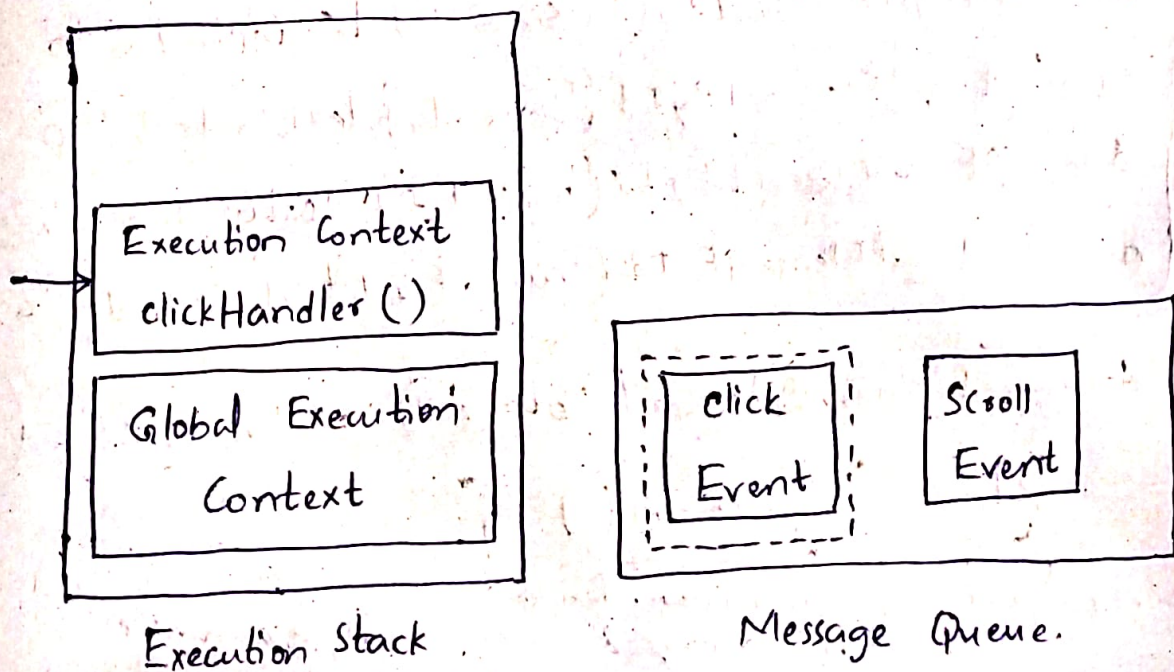 Execution Context
clickHandler ()
Global Execution
Context
Execution Stack.
click
Event
Scroll
Event
Message Queue.